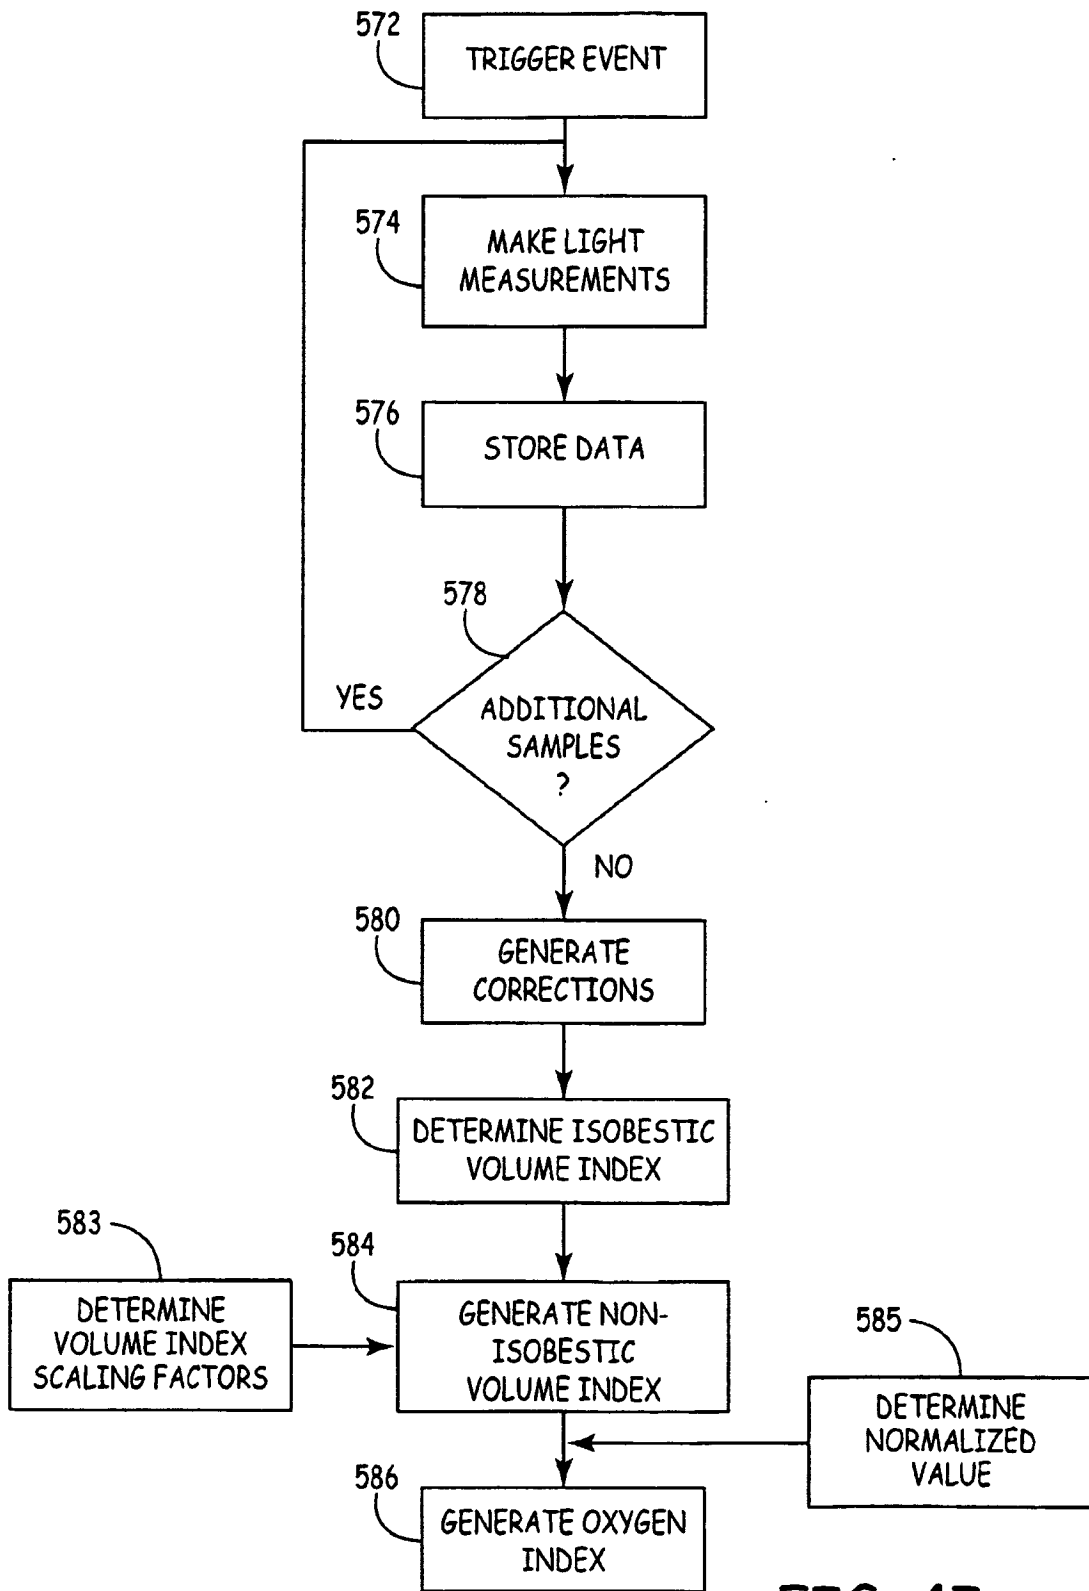 572
TRIGGER EVENT
574
MAKE LIGHT
MEASUREMENTS
576
STORE DATA
578
YES
ADDITIONAL
SAMPLES
?
NO
580
GENERATE
CORRECTIONS
582
DETERMINE ISOBESTIC
VOLUME INDEX
583
DETERMINE
VOLUME INDEX
SCALING FACTORS
584
GENERATE NON-
ISOBESTIC
VOLUME INDEX
585
DETERMINE
NORMALIZED
VALUE
586
GENERATE OXYGEN
INDEX